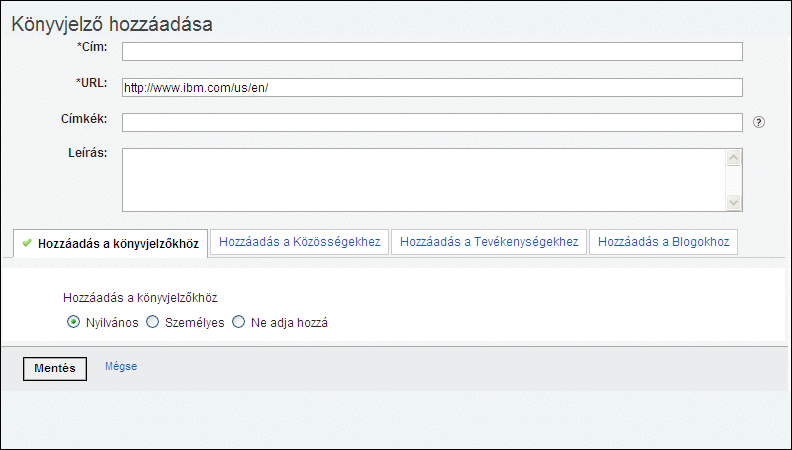 Könyvjelző hozzáadása
*Cím:
*URL: http://www.ibm.com/us/en/
Címkék: ?
Leírás:
Hozzáadás a könyvjelzőkhöz Hozzáadás a Közösségekhez Hozzáadás a Tevékenységekhez Hozzáadás a Blogokhoz
Hozzáadás a könyvjelzőkhöz
Nyilvános Személyes Ne adja hozzá
Mentés Mégse